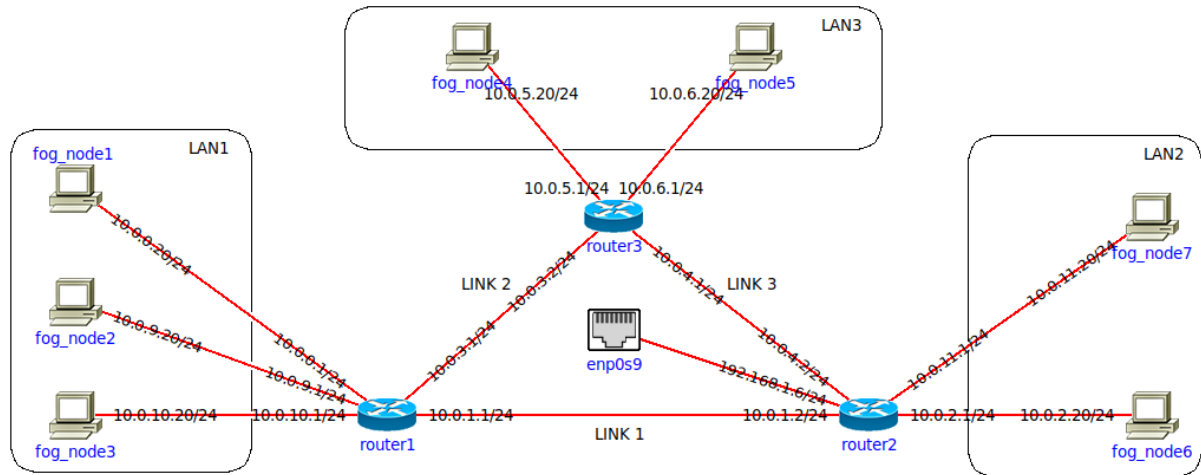 LAN3
fog_node4
fog_node5
10.0.5.20/24
10.0.6.20/24
LAN1
fog_node1
LAN2
10.0.5.1/24
10.0.6.1/24
router3
10.0.0.20/24
fog_node7
10.0.11.20/24
LINK 2
LINK 3
10.0.3.2/24
10.0.4.1/24
fog_node2
10.0.9.20/24
10.0.0.1/24
10.0.3.1/24
enp0s9
192.168.1.6/24
10.0.4.2/24
10.0.11.1/24
10.0.9.1/24
10.0.10.20/24
10.0.10.1/24
10.0.1.1/24
10.0.1.2/24
10.0.2.1/24
10.0.2.20/24
fog_node3
router1
LINK 1
router2
fog_node6